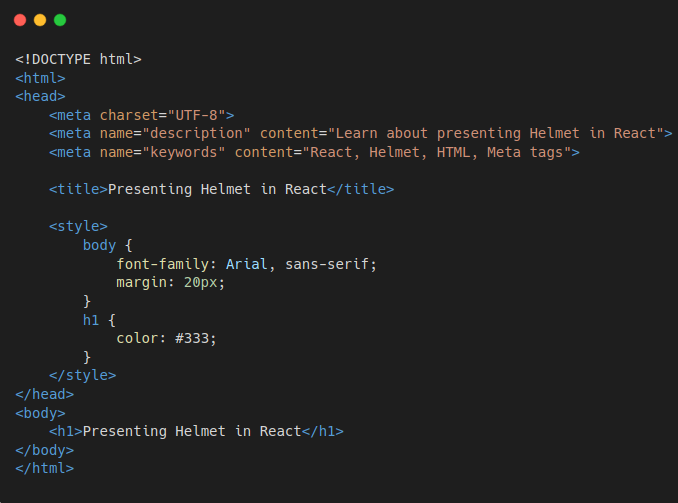 <!DOCTYPE html>
<html>
<head>
    <meta charset="UTF-8">
    <meta name="description" content="Learn about presenting Helmet in React">
    <meta name="keywords" content="React, Helmet, HTML, Meta tags">

    <title>Presenting Helmet in React</title>

    <style>
        body {
            font-family: Arial, sans-serif;
            margin: 20px;
        }
        h1 {
            color: #333;
        }
    </style>
</head>
<body>
    <h1>Presenting Helmet in React</h1>
</body>
</html>